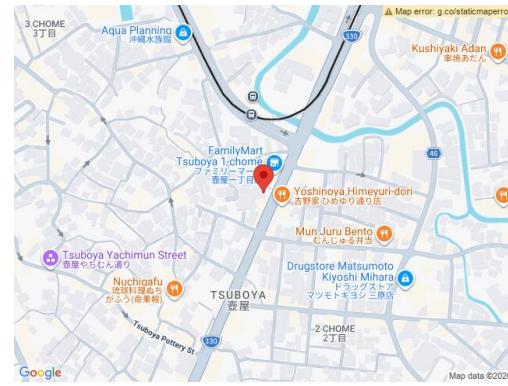 Map error: g.co/staticmaperro
3 CHOME
3丁目
Aqua Planning
沖縄水族館
330
Kushiyaki Adan
串焼あだん
FamilyMart
Tsuboya 1-chome
ファミリーマー
壺屋一丁目
46
Yoshinoya Himeyuri-dori
吉野家 ひめゆり通り店
Mun Juru Bento
むんじゅる弁当
Tsuboya Yachimun Street
壺屋やちむん通り
Drugstore Matsumoto
Kiyoshi Mihara
ドラッグストア
マツモトキヨシ 三原店
Nuchigafu
琉球料理ぬち
がふう(命果報)
TSUBOYA
壺屋
2 CHOME
2丁目
Tsuboya Pottery St
330
Google
Map data ©2026